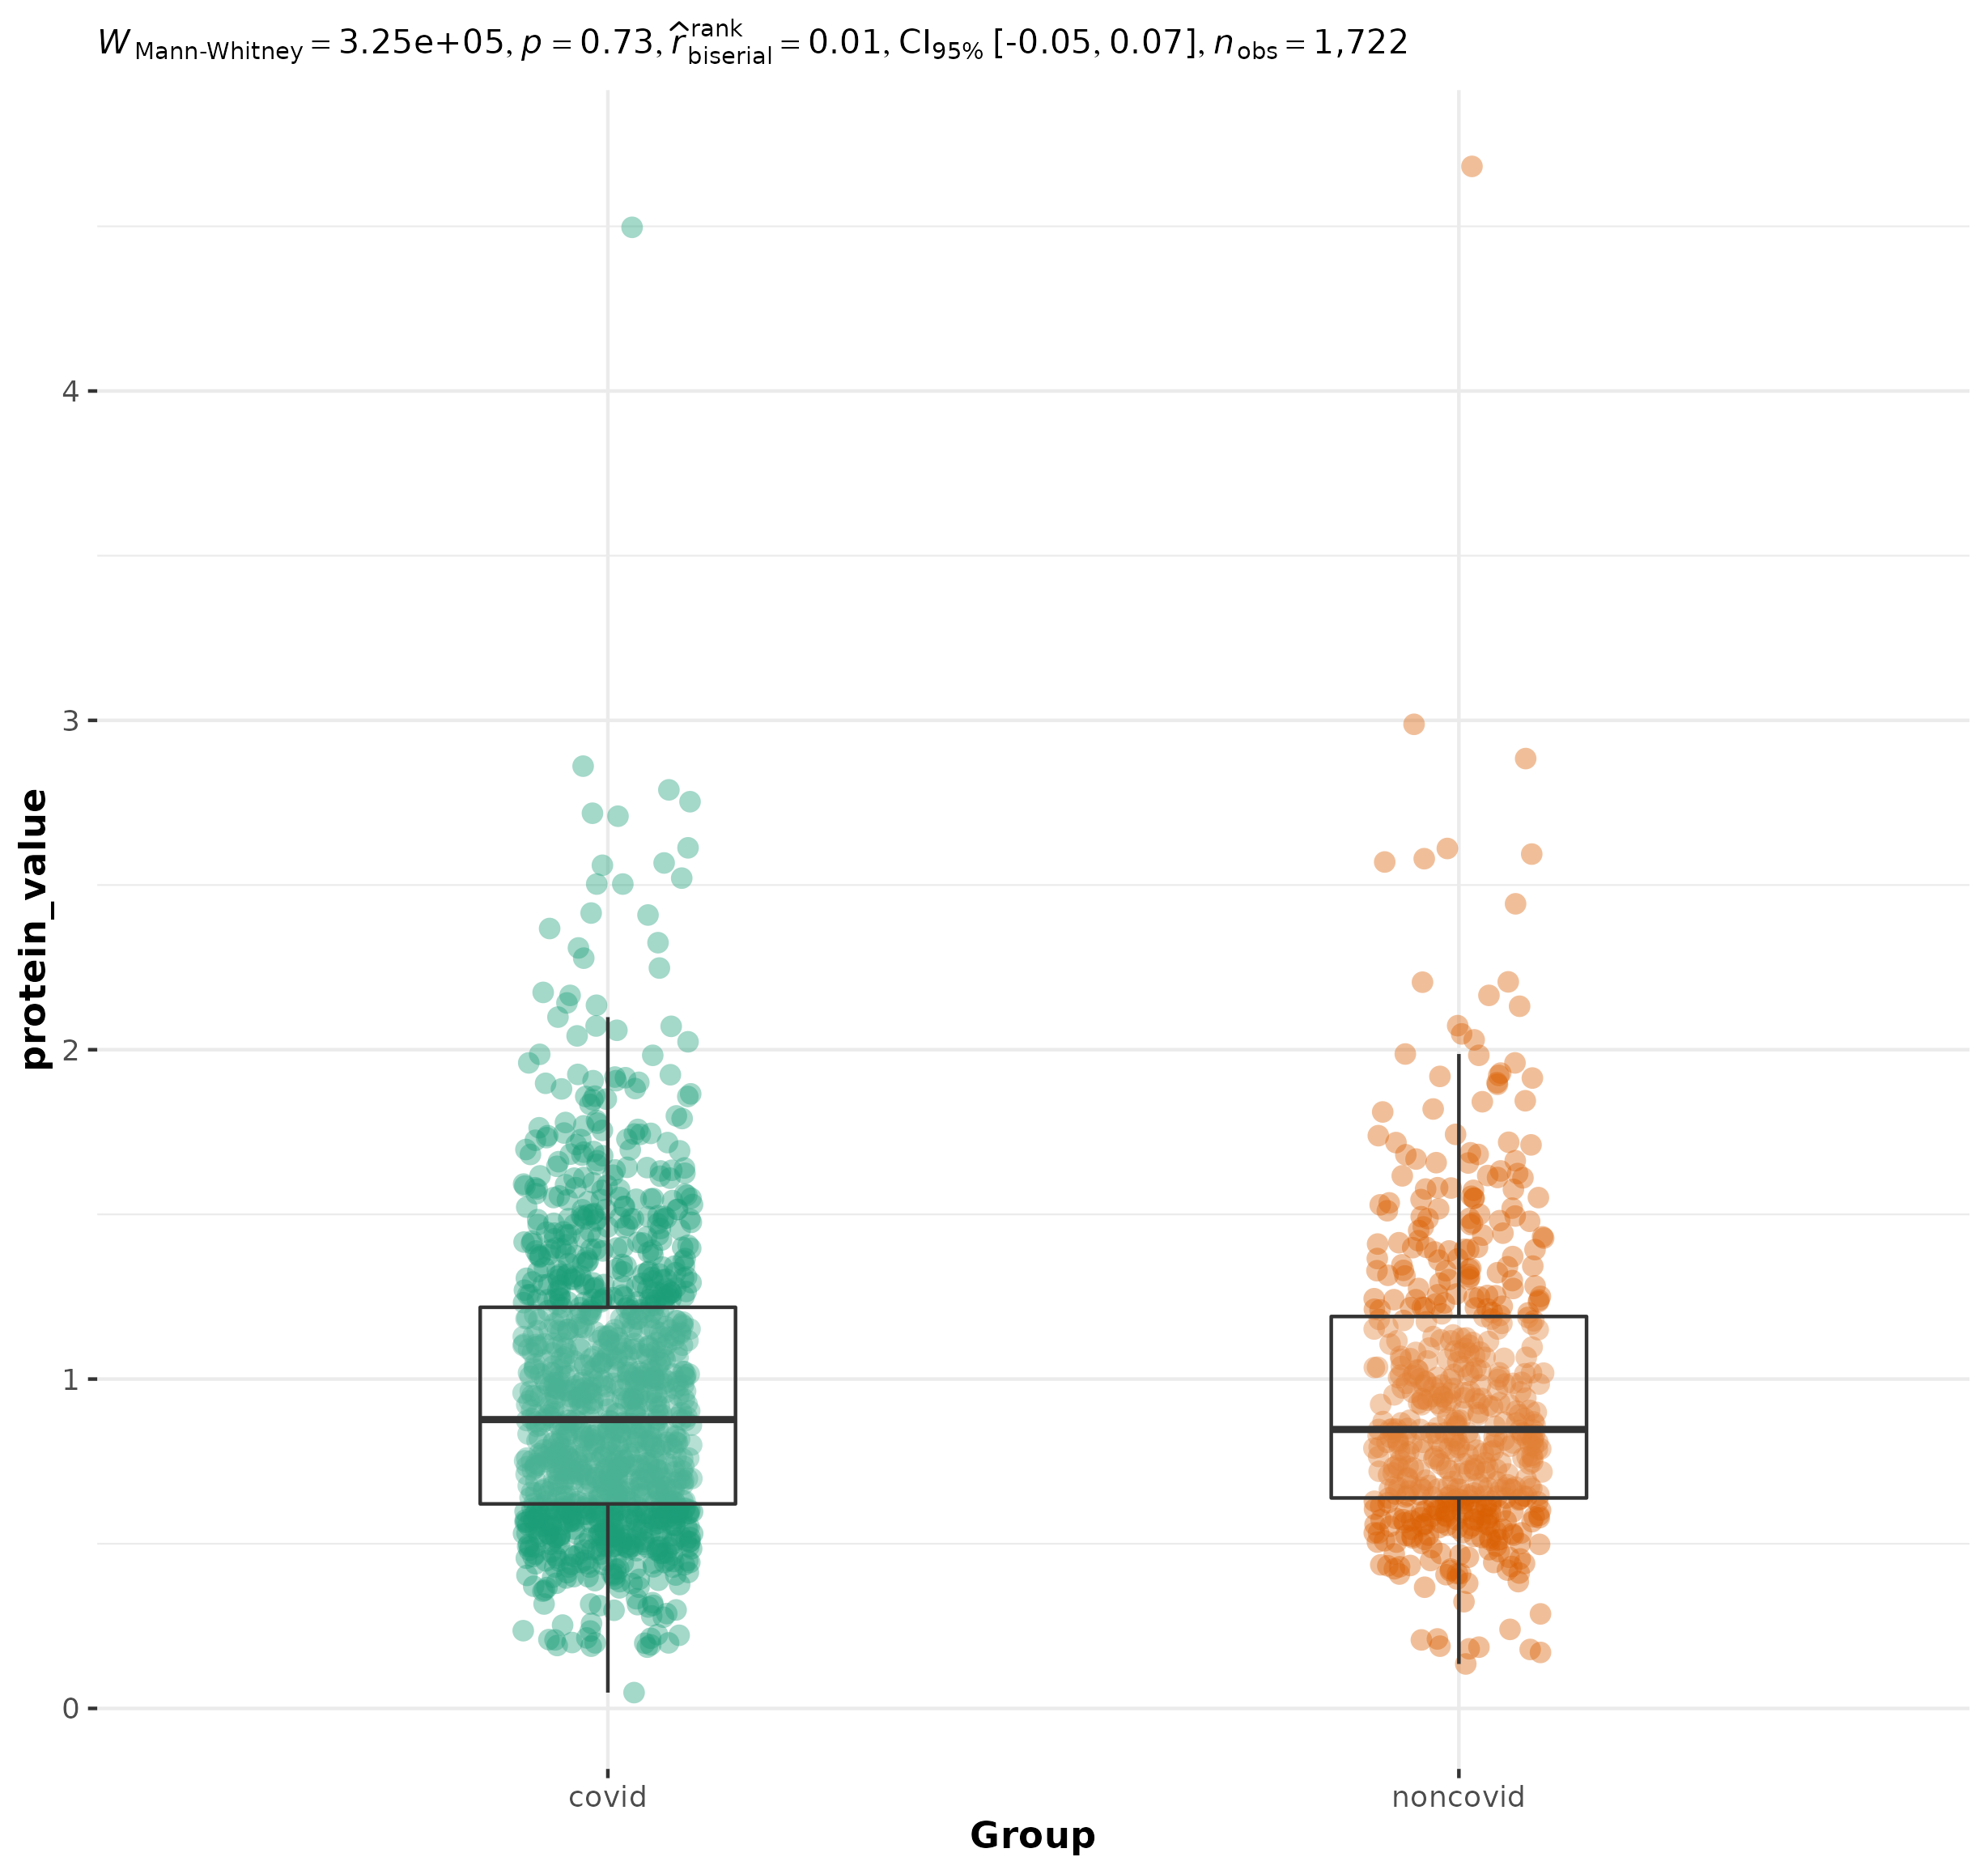 W Mann-Whitney = 3.25e+05, p = 0.73, r̂ rank biserial = 0.01, CI95% [-0.05, 0.07], nobs = 1,722
4
3
2
1
0
protein_value
covid noncovid
Group